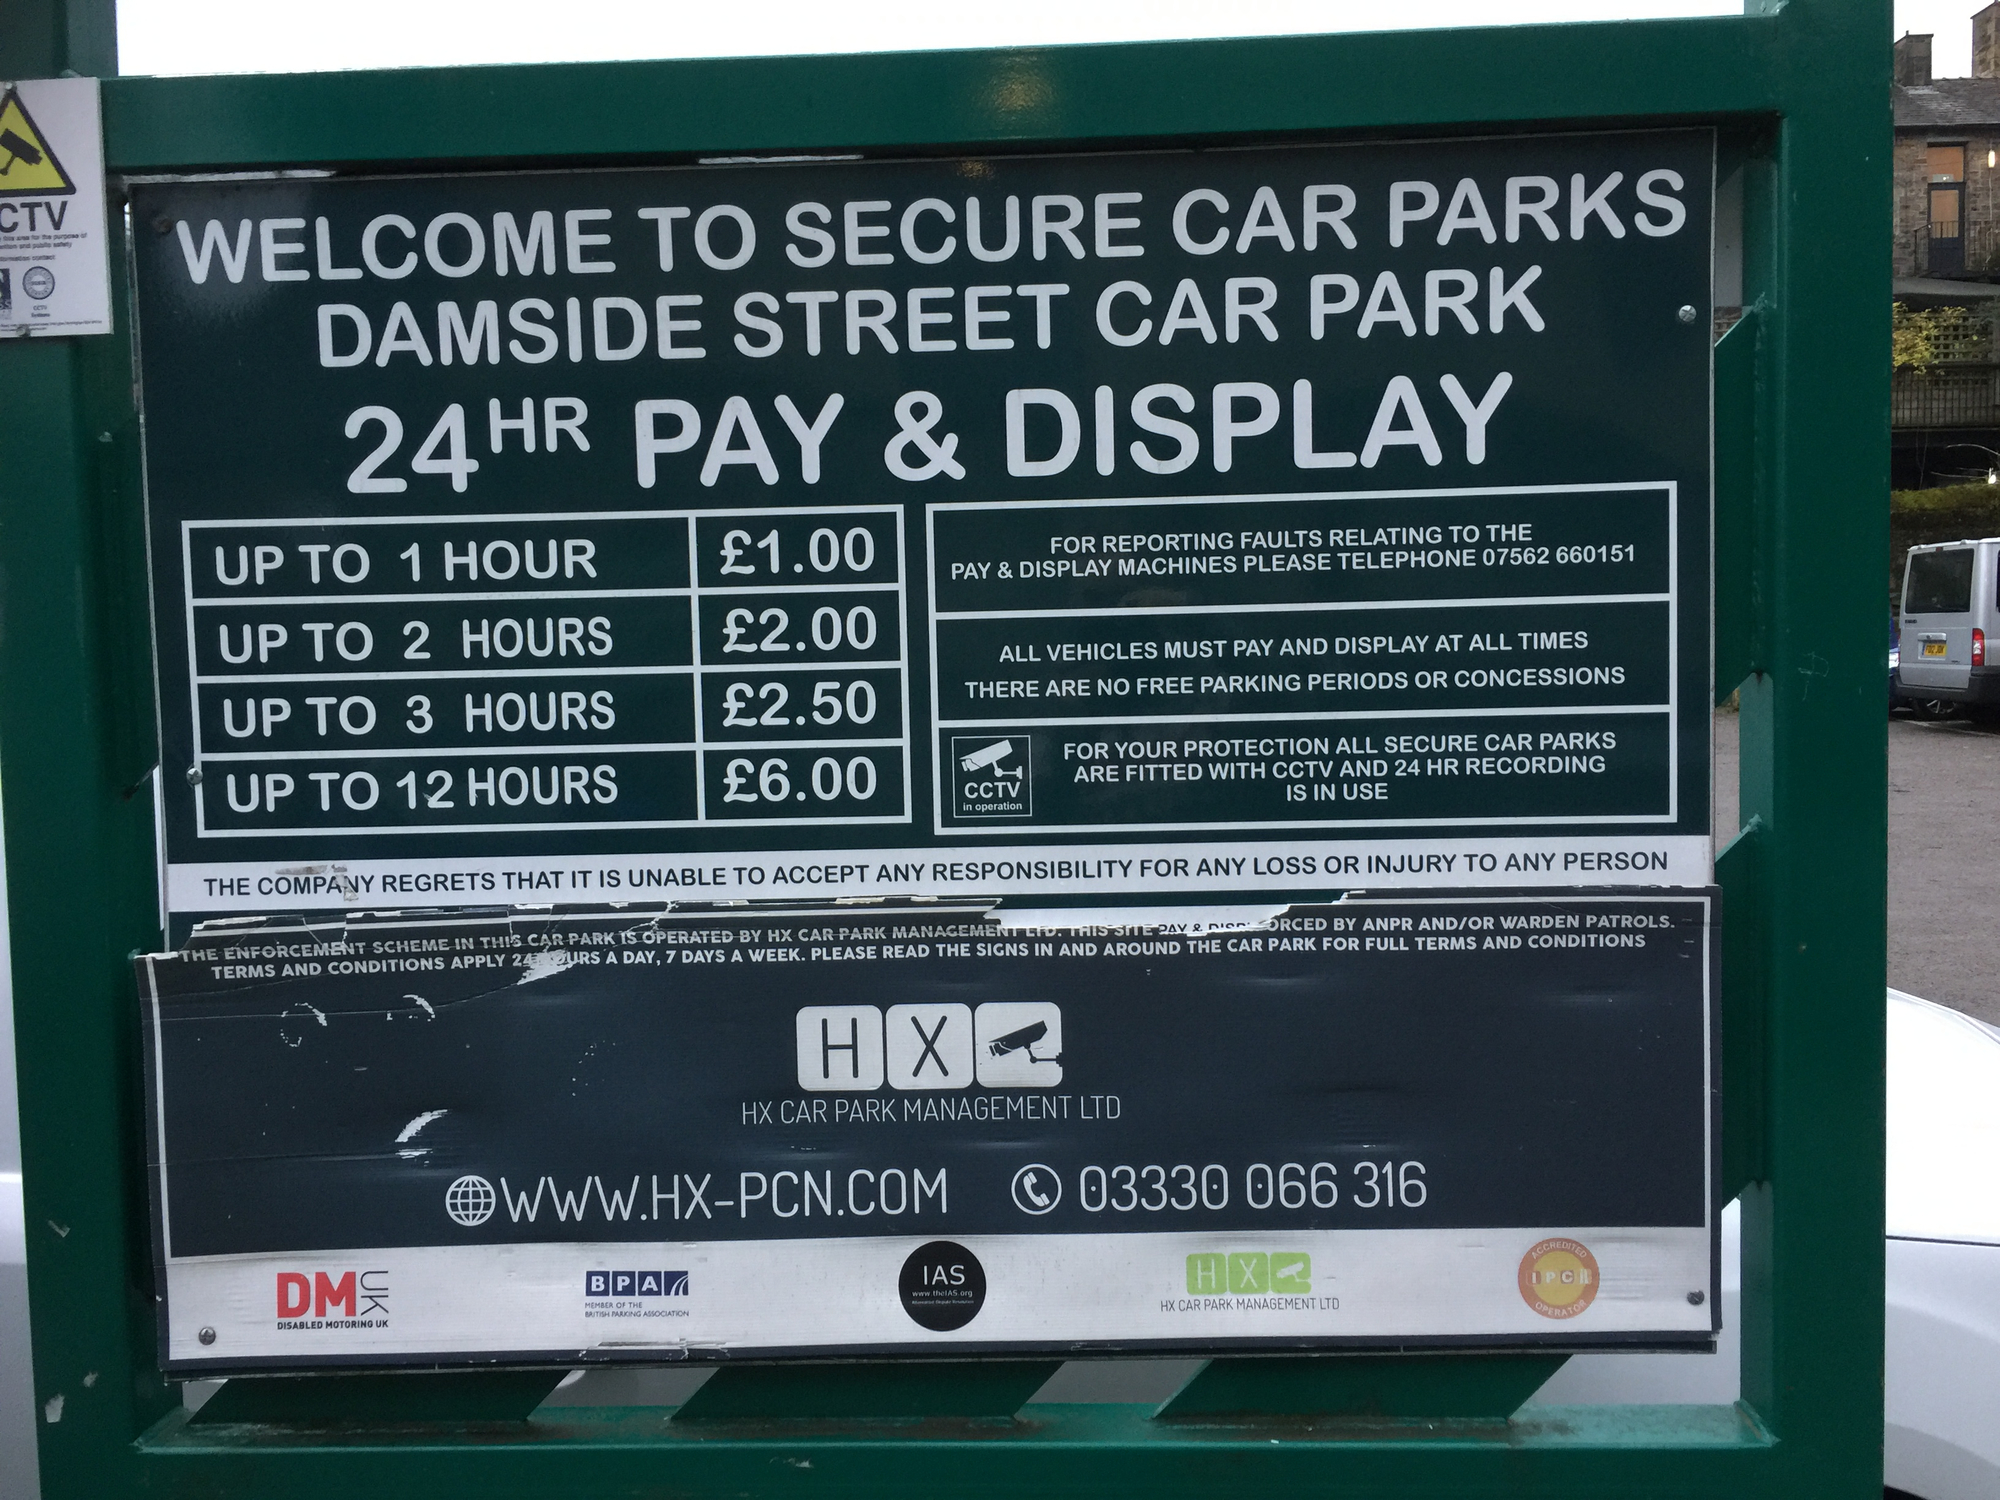 WELCOME TO SECURE CAR PARKS
DAMSIDE STREET CAR PARK
24HR PAY & DISPLAY
UP TO 1 HOUR £1.00
UP TO 2 HOURS £2.00
UP TO 3 HOURS £2.50
UP TO 12 HOURS £6.00
FOR REPORTING FAULTS RELATING TO THE
PAY & DISPLAY MACHINES PLEASE TELEPHONE 07562 660151
ALL VEHICLES MUST PAY AND DISPLAY AT ALL TIMES
THERE ARE NO FREE PARKING PERIODS OR CONCESSIONS
CCTV
in operation
FOR YOUR PROTECTION ALL SECURE CAR PARKS
ARE FITTED WITH CCTV AND 24 HR RECORDING
IS IN USE
THE COMPANY REGRETS THAT IT IS UNABLE TO ACCEPT ANY RESPONSIBILITY FOR ANY LOSS OR INJURY TO ANY PERSON
THE ENFORCEMENT SCHEME IN THIS CAR PARK IS OPERATED BY HX CAR PARK MANAGEMENT LTD. THIS SITE PAY & DISP ORCED BY ANPR AND/OR WARDEN PATROLS.
TERMS AND CONDITIONS APPLY 24 OURS A DAY, 7 DAYS A WEEK. PLEASE READ THE SIGNS IN AND AROUND THE CAR PARK FOR FULL TERMS AND CONDITIONS
HX
HX CAR PARK MANAGEMENT LTD
WWW.HX-PCN.COM 03330 066 316
DM UK
DISABLED MOTORING UK
BPA
MEMBER OF THE
BRITISH PARKING ASSOCIATION
IAS
www.theIAS.org
HX
HX CAR PARK MANAGEMENT LTD
ACCREDITED
IPC
OPERATOR
CTV